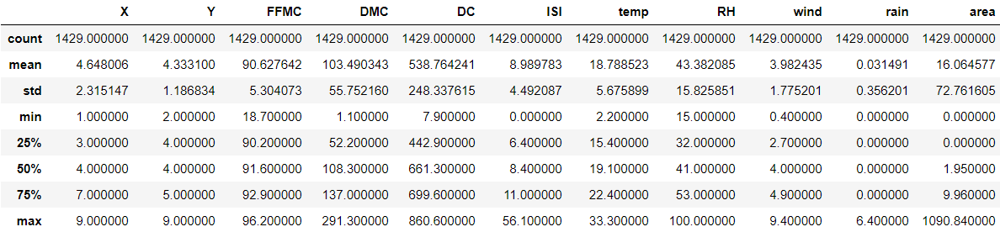 X Y FFMC DMC DC ISI temp RH wind rain area
count 1429.000000 1429.000000 1429.000000 1429.000000 1429.000000 1429.000000 1429.000000 1429.000000 1429.000000 1429.000000 1429.000000
mean 4.648006 4.333100 90.627642 103.490343 538.764241 8.989783 18.788523 43.382085 3.982435 0.031491 16.064577
std 2.315147 1.186834 5.304073 55.752160 248.337615 4.492087 5.675899 15.825851 1.775201 0.356201 72.761605
min 1.000000 2.000000 18.700000 1.100000 7.900000 0.000000 2.200000 15.000000 0.400000 0.000000 0.000000
25% 3.000000 4.000000 90.200000 52.200000 442.900000 6.400000 15.400000 32.000000 2.700000 0.000000 0.000000
50% 4.000000 4.000000 91.600000 108.300000 661.300000 8.400000 19.100000 41.000000 4.000000 0.000000 1.950000
75% 7.000000 5.000000 92.900000 137.000000 699.600000 11.000000 22.400000 53.000000 4.900000 0.000000 9.960000
max 9.000000 9.000000 96.200000 291.300000 860.600000 56.100000 33.300000 100.000000 9.400000 6.400000 1090.840000